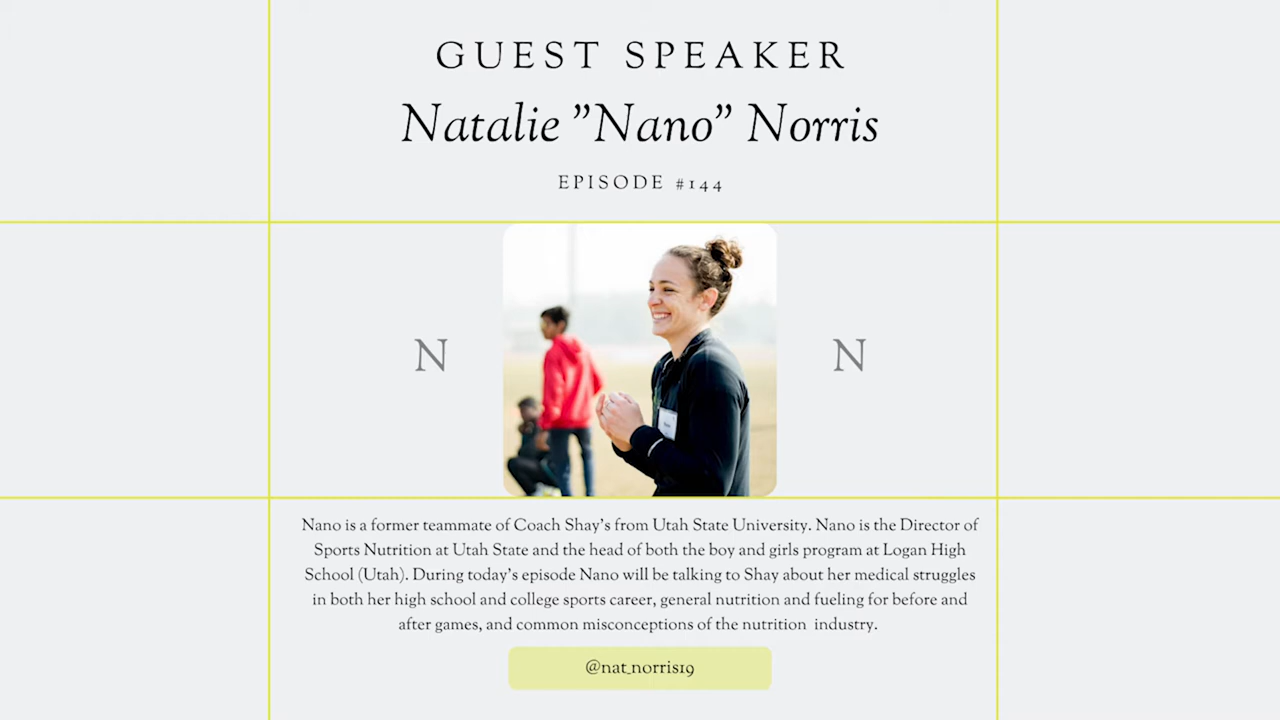 GUEST SPEAKER
Natalie "Nano" Norris
EPISODE #144
N N
Nano is a former teammate of Coach Shay's from Utah State University. Nano is the Director of
Sports Nutrition at Utah State and the head of both the boy and girls program at Logan High
School (Utah). During today's episode Nano will be talking to Shay about her medical struggles
in both her high school and college sports career, general nutrition and fueling for before and
after games, and common misconceptions of the nutrition industry.
@nat_norris19